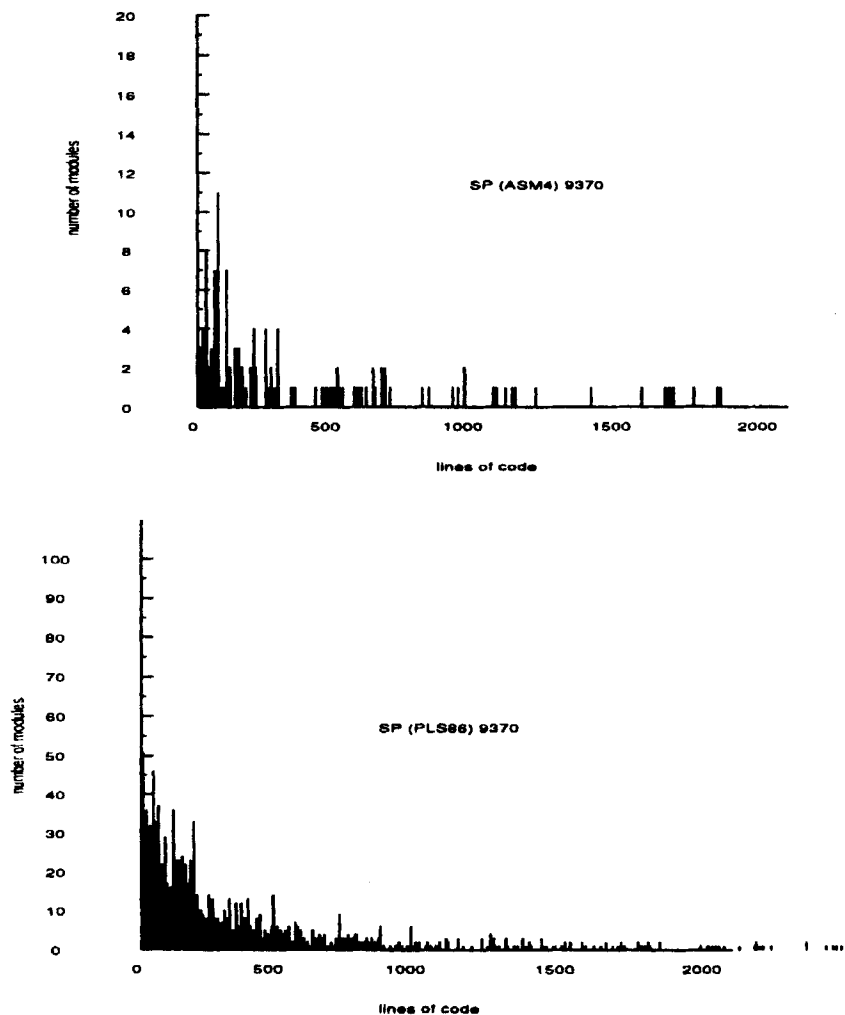 20
18
16
14
12
10
8
6
4
2
0
number of modules
SP (ASM4) 9370
0 500 1000 1500 2000
lines of code
100
90
80
70
60
50
40
30
20
10
0
number of modules
SP (PLS86) 9370
0 500 1000 1500 2000
lines of code